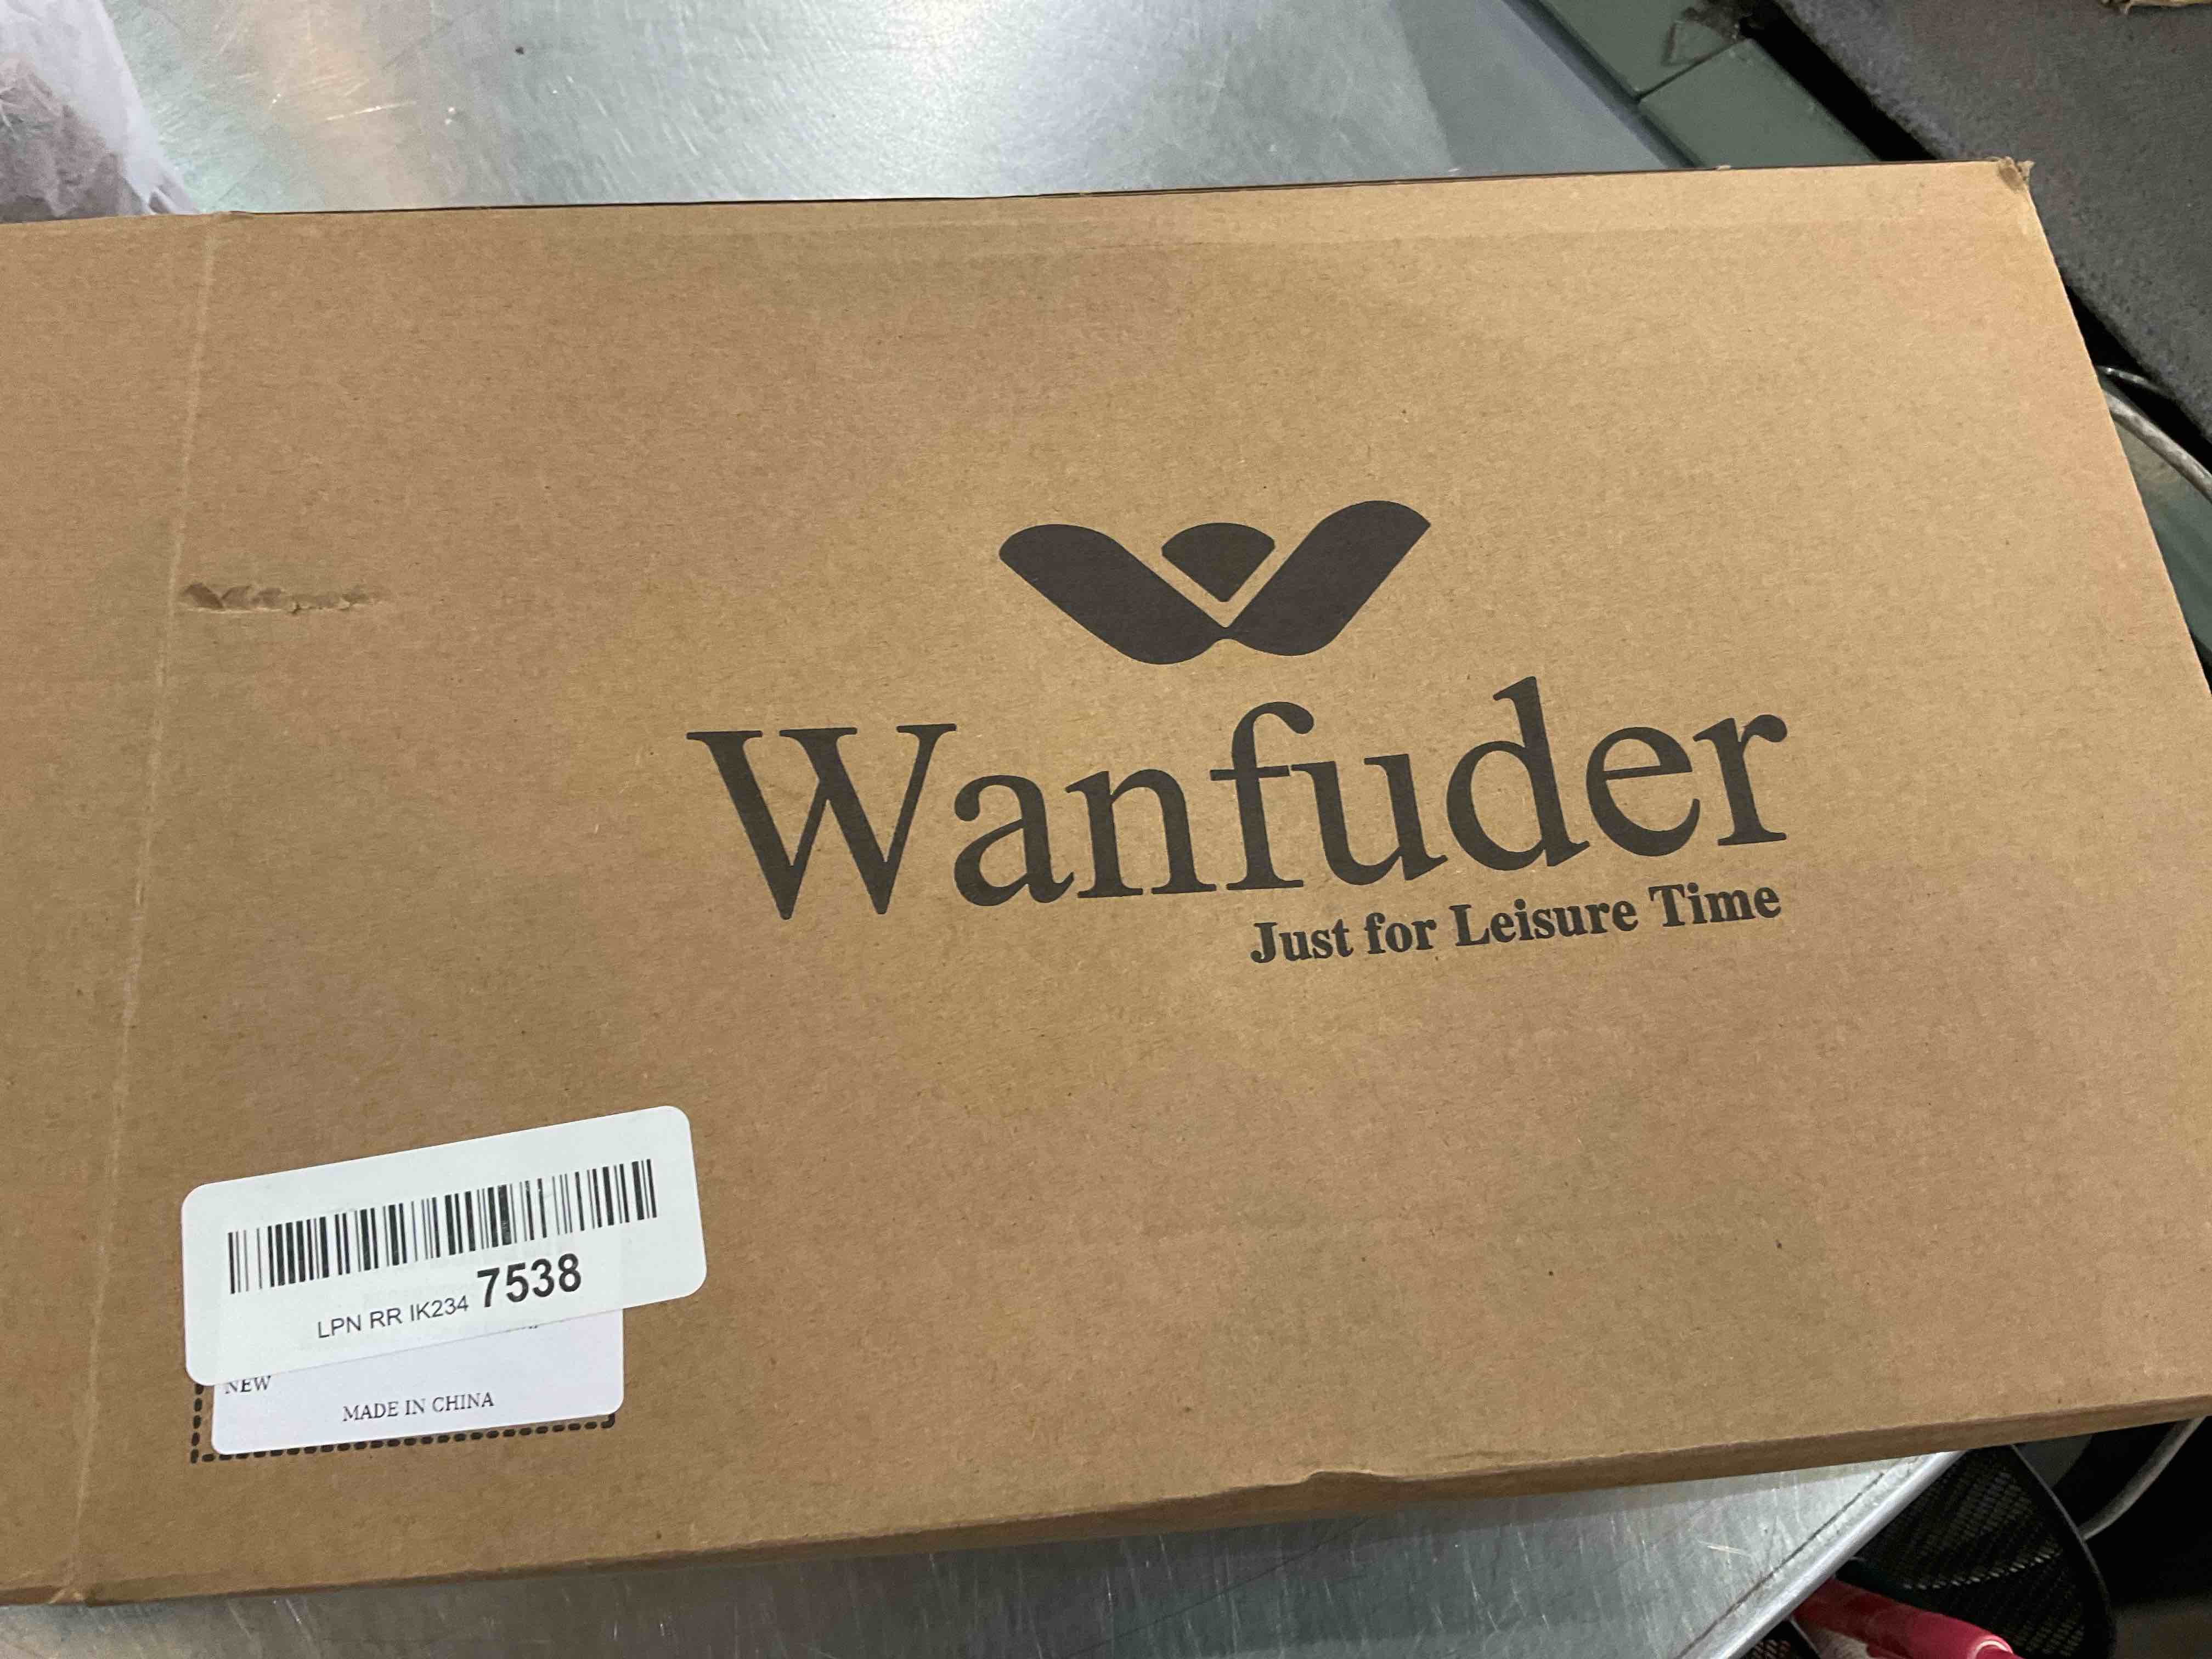 Wanfuder
Just for Leisure Time
LPN RR IK234 7538
NEW
MADE IN CHINA